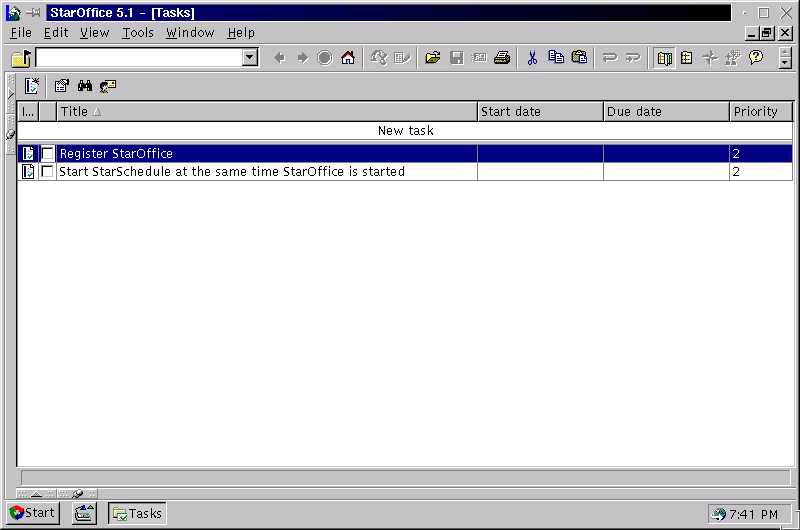 StarOffice 5.1 - [Tasks]
File Edit View Tools Window Help
I... Title Start date Due date Priority
New task
Register StarOffice 2
Start StarSchedule at the same time StarOffice is started 2
Start Tasks 7:41 PM